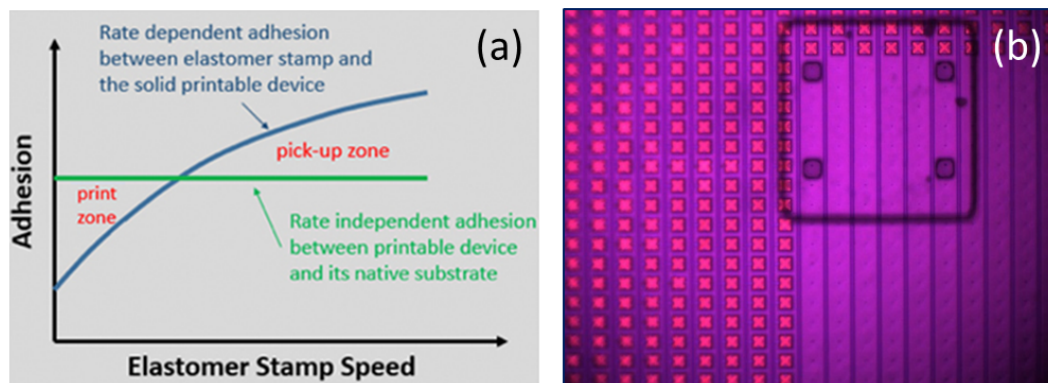 (a)
Rate dependent adhesion
between elastomer stamp and
the solid printable device
pick-up zone
print
zone
Rate independent adhesion
between printable device
and its native substrate
Adhesion
Elastomer Stamp Speed
(b)